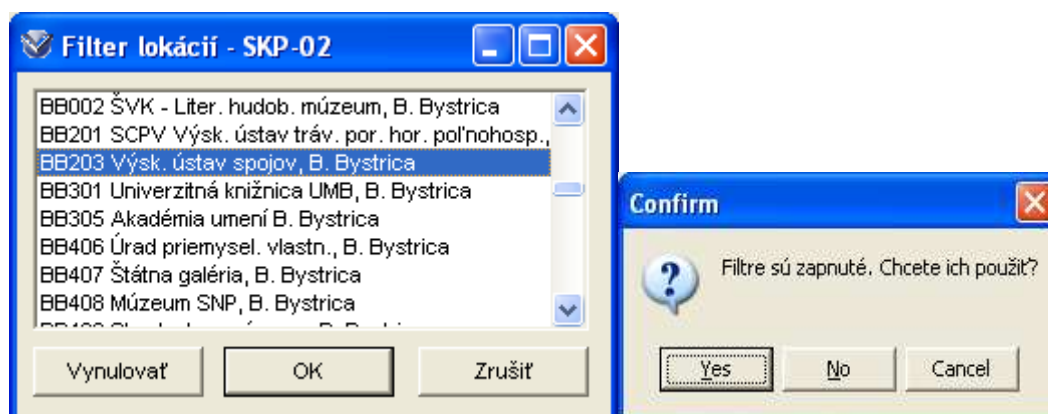 Filter lokácií - SKP-02
BB002 ŠVK - Liter. hudob. múzeum, B. Bystrica
BB201 SCPV Výsk. ústav tráv. por. hor. poľnohosp.,
BB203 Výsk. ústav spojov, B. Bystrica
BB301 Univerzitná knižnica UMB, B. Bystrica
BB305 Akadémia umení B. Bystrica
BB406 Úrad priemysel. vlastn., B. Bystrica
BB407 Štátna galéria, B. Bystrica
BB408 Múzeum SNP, B. Bystrica
Vynulovať
OK
Zrušiť
Confirm
Filtre sú zapnuté. Chcete ich použiť?
Yes
No
Cancel